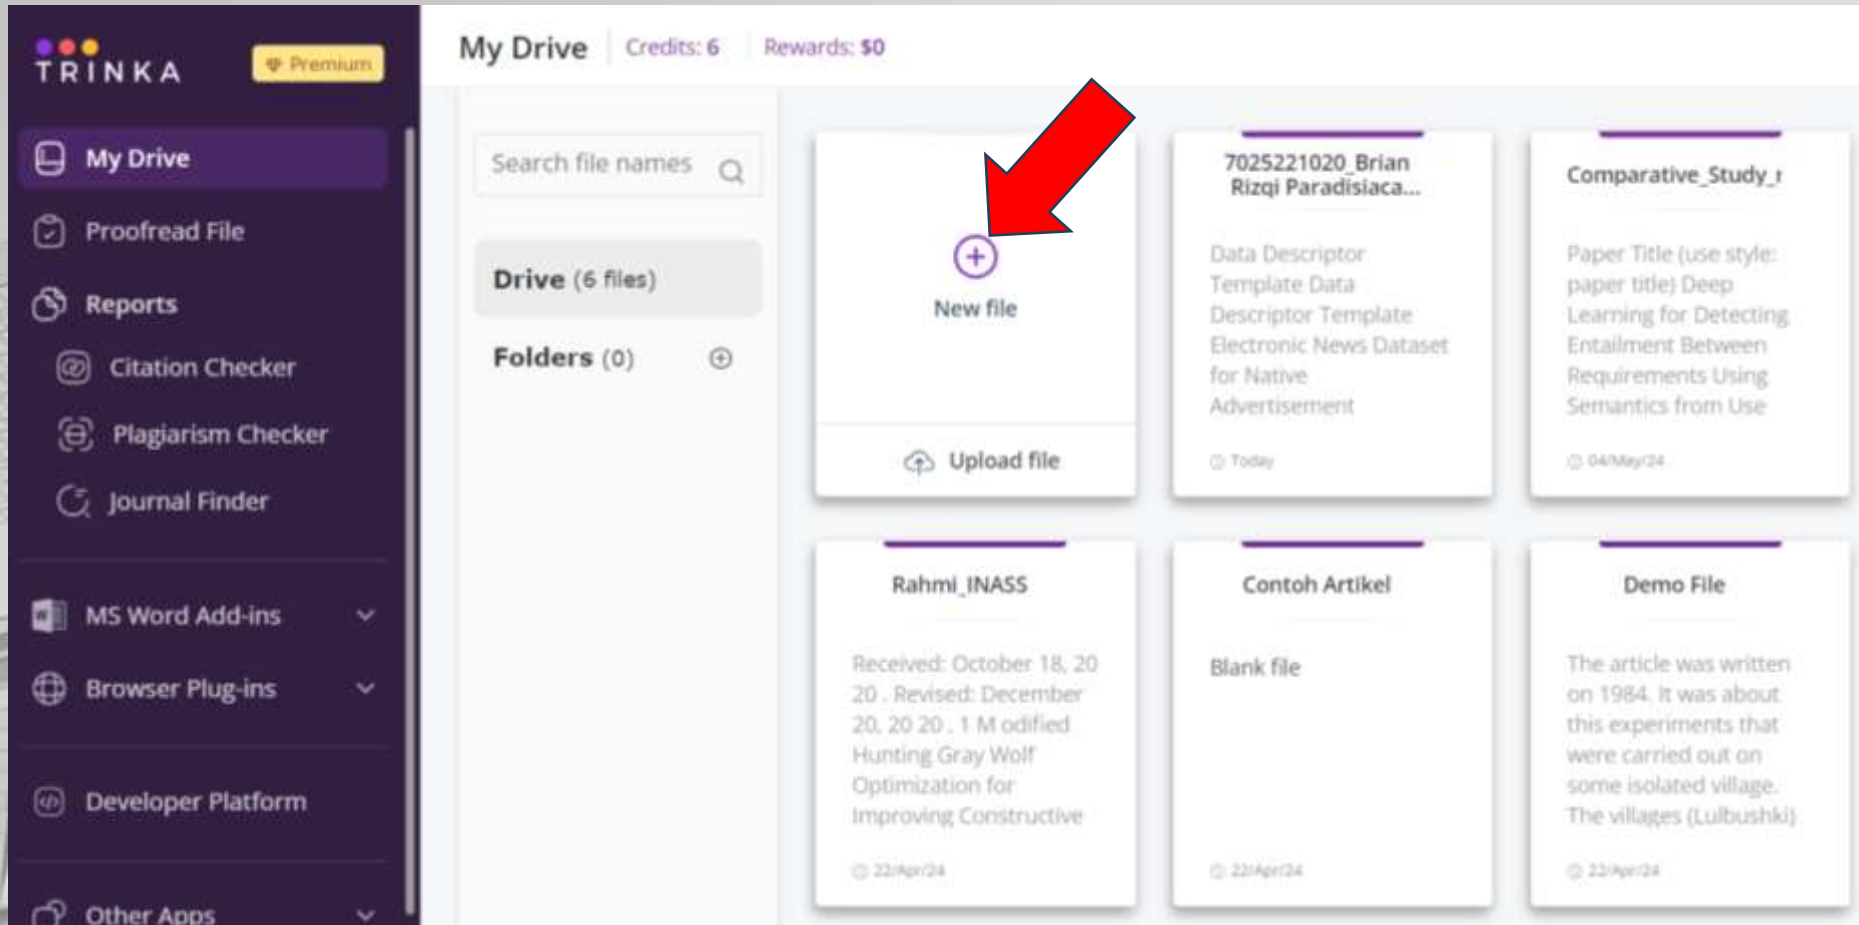 TRINKA
Premium
My Drive
Proofread File
Reports
Citation Checker
Plagiarism Checker
Journal Finder
MS Word Add-ins
Browser Plug-ins
Developer Platform
Other Apps
My Drive
Credits: 6
Rewards: $0
Search file names
Drive (6 files)
Folders (0)
New file
Upload file
7025221020_Brian
Rizqi Paradisiaca...
Data Descriptor
Template Data
Descriptor Template
Electronic News Dataset
for Native
Advertisement
Today
Comparative_Study_r
Paper Title (use style:
paper title) Deep
Learning for Detecting
Entailment Between
Requirements Using
Semantics from Use
04/May/24
Rahmi_INASS
Received: October 18, 20
20 . Revised: December
20, 20 20 . 1 M odified
Hunting Gray Wolf
Optimization for
Improving Constructive
22/Apr/24
Contoh Artikel
Blank file
22/Apr/24
Demo File
The article was written
on 1984. It was about
this experiments that
were carried out on
some isolated village.
The villages (Lulbushki)
22/Apr/24